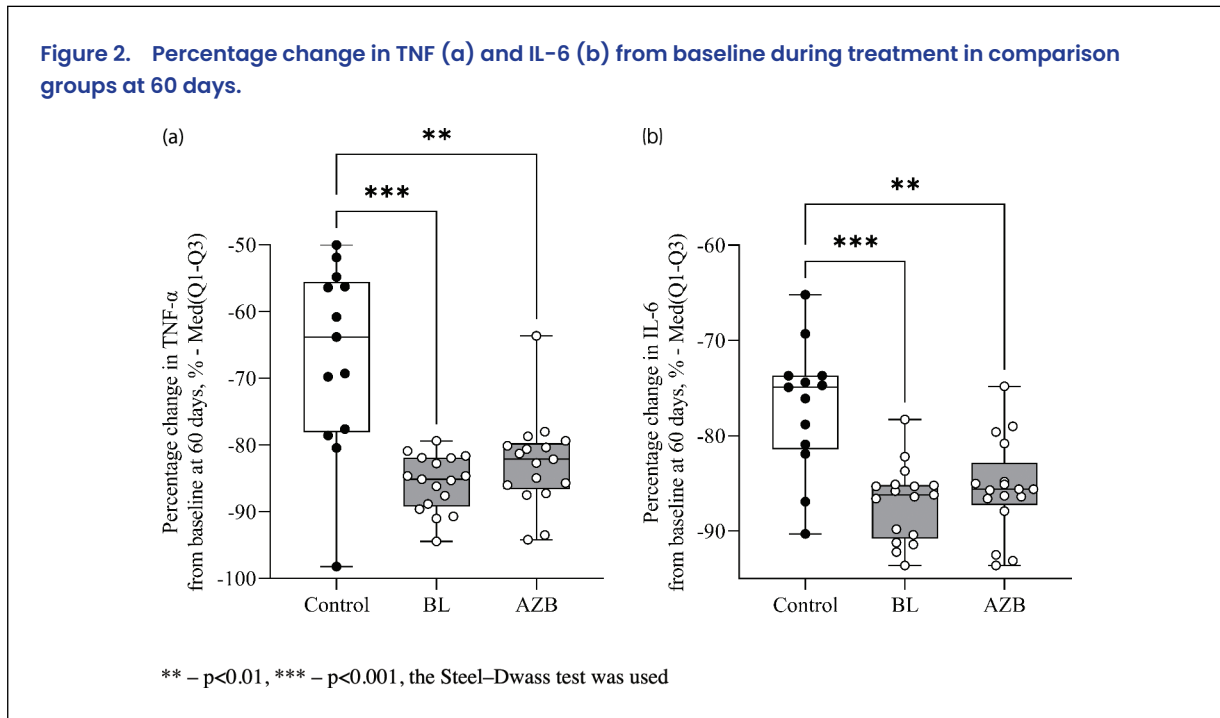 Figure 2. Percentage change in TNF (a) and IL-6 (b) from baseline during treatment in comparison
groups at 60 days.
(a)
**
***
Percentage change in TNF-α
from baseline at 60 days, % - Med(Q1-Q3)
-50
-60
-70
-80
-90
-100
Control BL AZB
(b)
**
***
Percentage change in IL-6
from baseline at 60 days, % - Med(Q1-Q3)
-60
-70
-80
-90
Control BL AZB
** – p<0.01, *** – p<0.001, the Steel–Dwass test was used